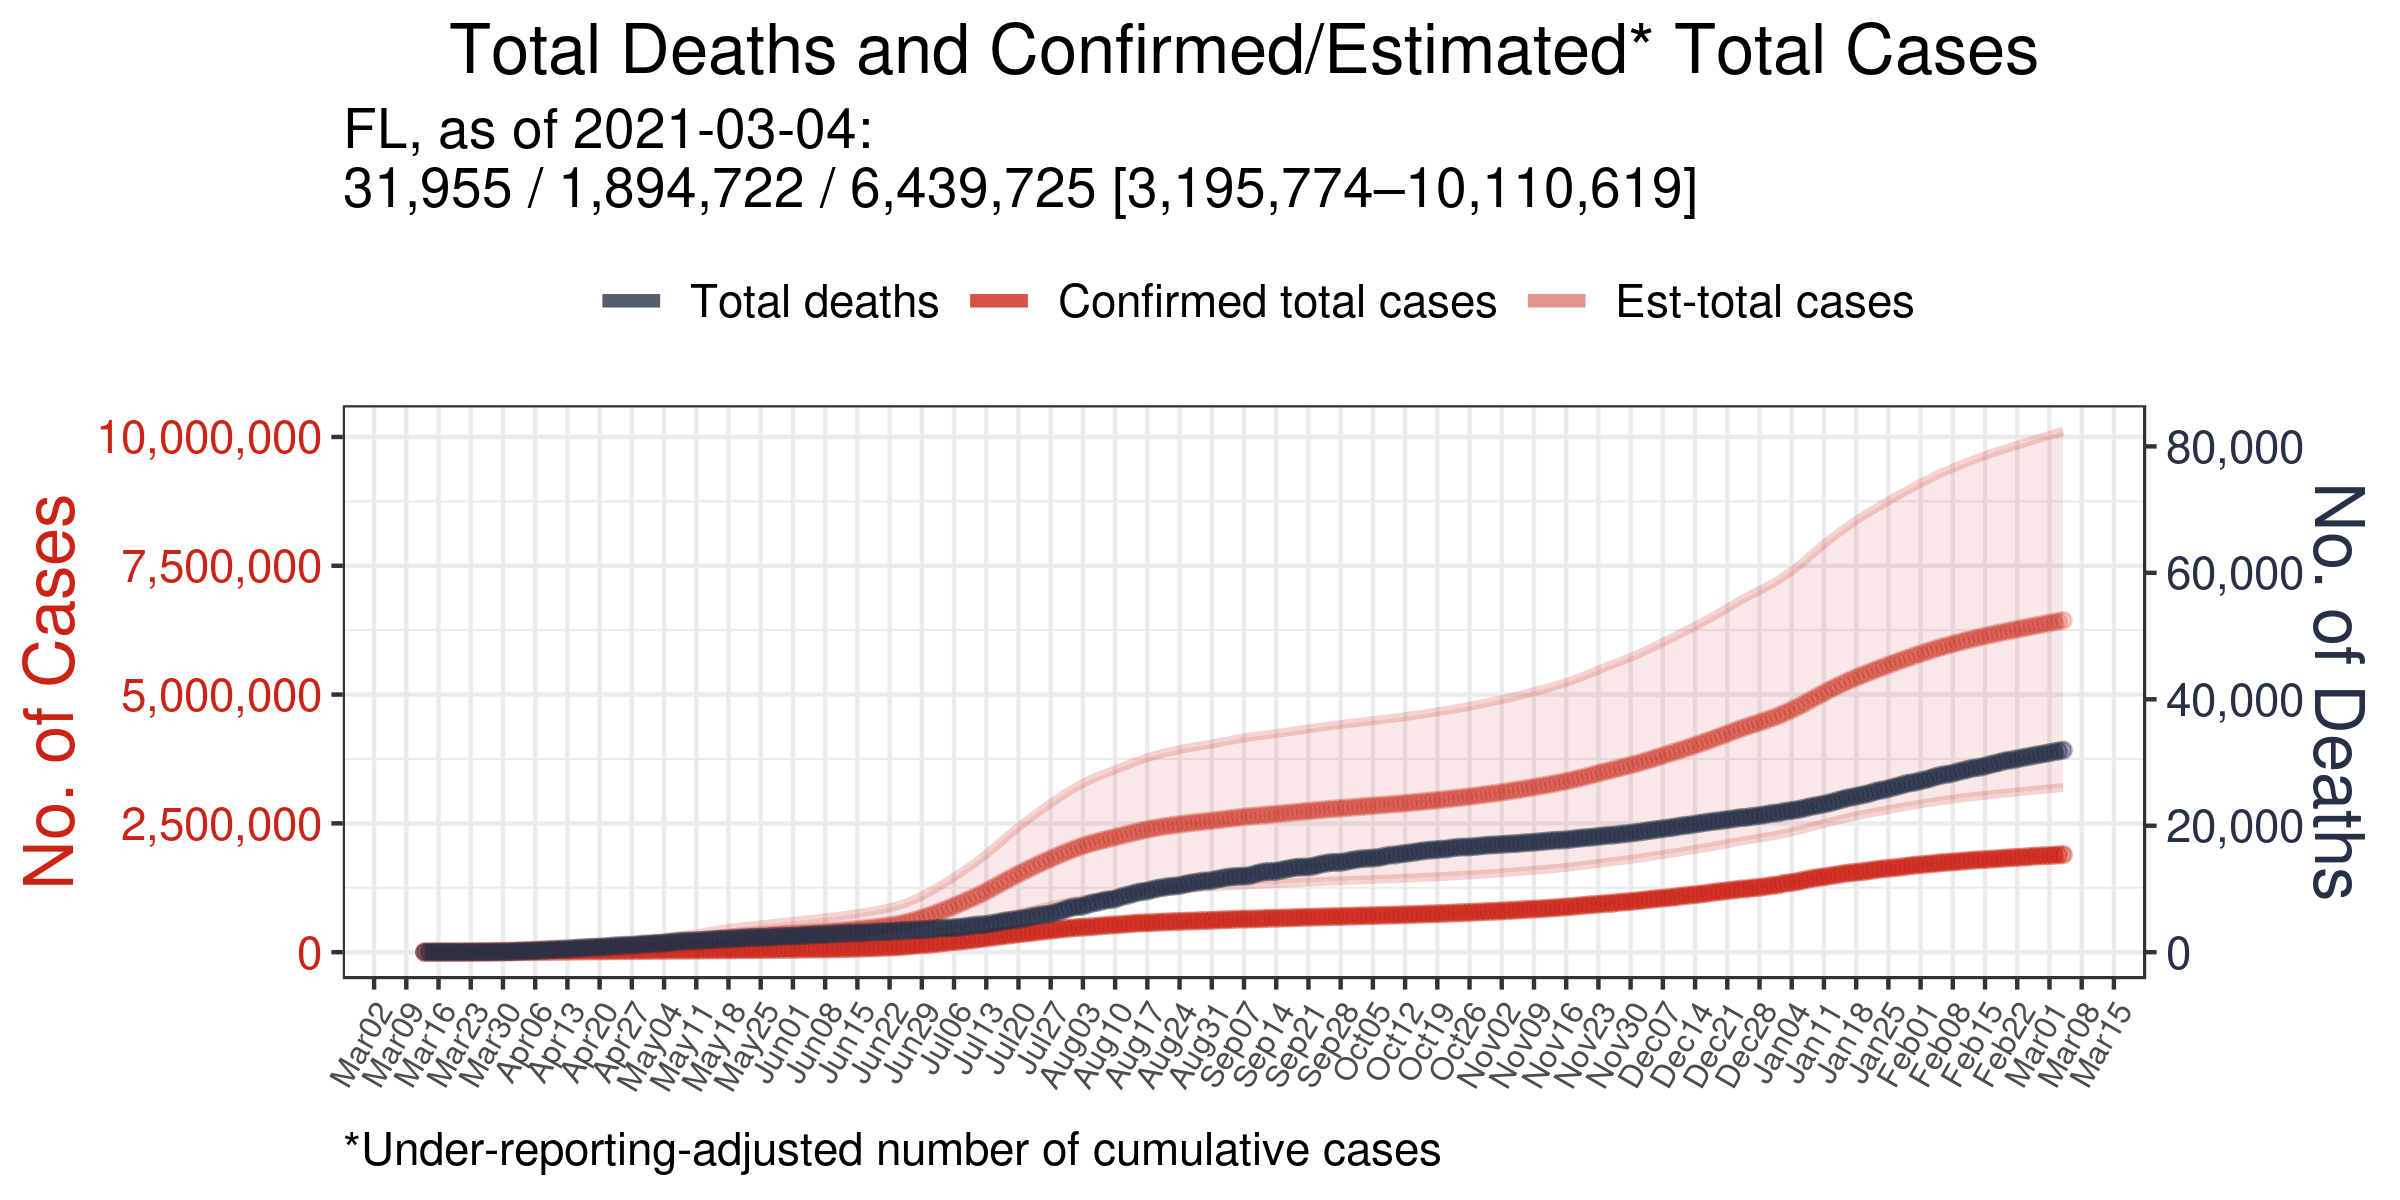 Total Deaths and Confirmed/Estimated* Total Cases
FL, as of 2021-03-04:
31,955 / 1,894,722 / 6,439,725 [3,195,774–10,110,619]
Total deaths
Confirmed total cases
Est-total cases
No. of Cases
10,000,000
7,500,000
5,000,000
2,500,000
0
80,000
60,000
40,000
20,000
0
No. of Deaths
Mar02
Mar09
Mar16
Mar23
Mar30
Apr06
Apr13
Apr20
Apr27
May04
May11
May18
May25
Jun01
Jun08
Jun15
Jun22
Jun29
Jul06
Jul13
Jul20
Jul27
Aug03
Aug10
Aug17
Aug24
Aug31
Sep07
Sep14
Sep21
Sep28
Oct05
Oct12
Oct19
Oct26
Nov02
Nov09
Nov16
Nov23
Nov30
Dec07
Dec14
Dec21
Dec28
Jan04
Jan11
Jan18
Jan25
Feb01
Feb08
Feb15
Feb22
Mar01
Mar08
Mar15
*Under-reporting-adjusted number of cumulative cases